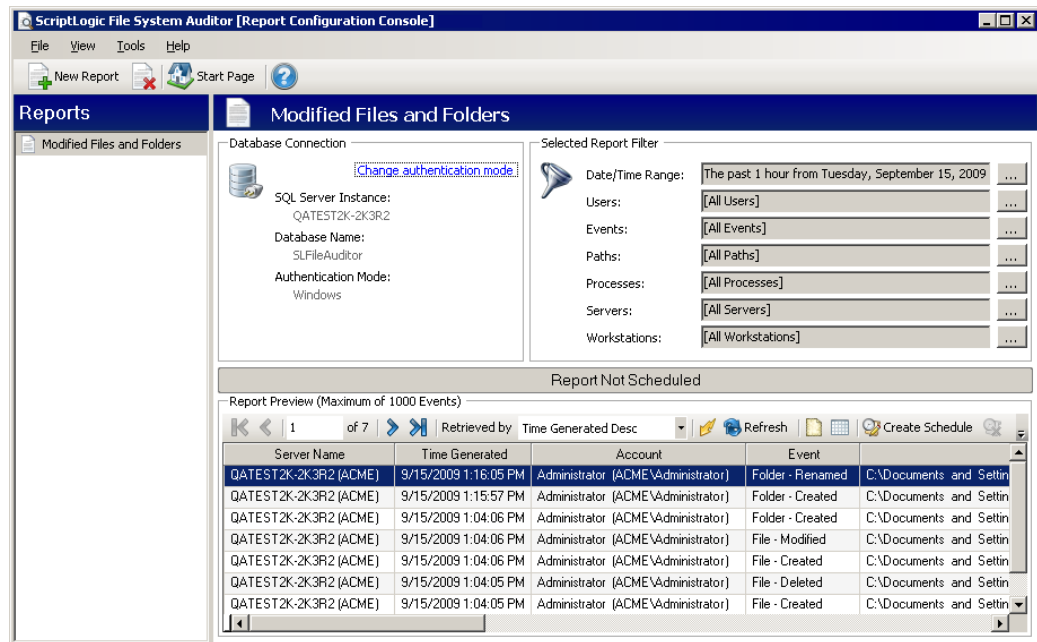 ScriptLogic File System Auditor [Report Configuration Console]
File View Tools Help
New Report Start Page
Reports
Modified Files and Folders
Modified Files and Folders
Database Connection
Change authentication mode
SQL Server Instance:
QATEST2K-2K3R2
Database Name:
SLFileAuditor
Authentication Mode:
Windows
Selected Report Filter
Date/Time Range: The past 1 hour from Tuesday, September 15, 2009 ...
Users: [All Users] ...
Events: [All Events] ...
Paths: [All Paths] ...
Processes: [All Processes] ...
Servers: [All Servers] ...
Workstations: [All Workstations] ...
Report Not Scheduled
Report Preview (Maximum of 1000 Events)
1 of 7 Retrieved by Time Generated Desc Refresh Create Schedule
Server Name Time Generated Account Event
QATEST2K-2K3R2 (ACME) 9/15/2009 1:16:05 PM Administrator (ACME\Administrator) Folder - Renamed C:\Documents and Settin
QATEST2K-2K3R2 (ACME) 9/15/2009 1:15:57 PM Administrator (ACME\Administrator) Folder - Created C:\Documents and Settin
QATEST2K-2K3R2 (ACME) 9/15/2009 1:04:06 PM Administrator (ACME\Administrator) Folder - Created C:\Documents and Settin
QATEST2K-2K3R2 (ACME) 9/15/2009 1:04:06 PM Administrator (ACME\Administrator) File - Modified C:\Documents and Settin
QATEST2K-2K3R2 (ACME) 9/15/2009 1:04:06 PM Administrator (ACME\Administrator) File - Created C:\Documents and Settin
QATEST2K-2K3R2 (ACME) 9/15/2009 1:04:05 PM Administrator (ACME\Administrator) File - Deleted C:\Documents and Settin
QATEST2K-2K3R2 (ACME) 9/15/2009 1:04:05 PM Administrator (ACME\Administrator) File - Created C:\Documents and Settin